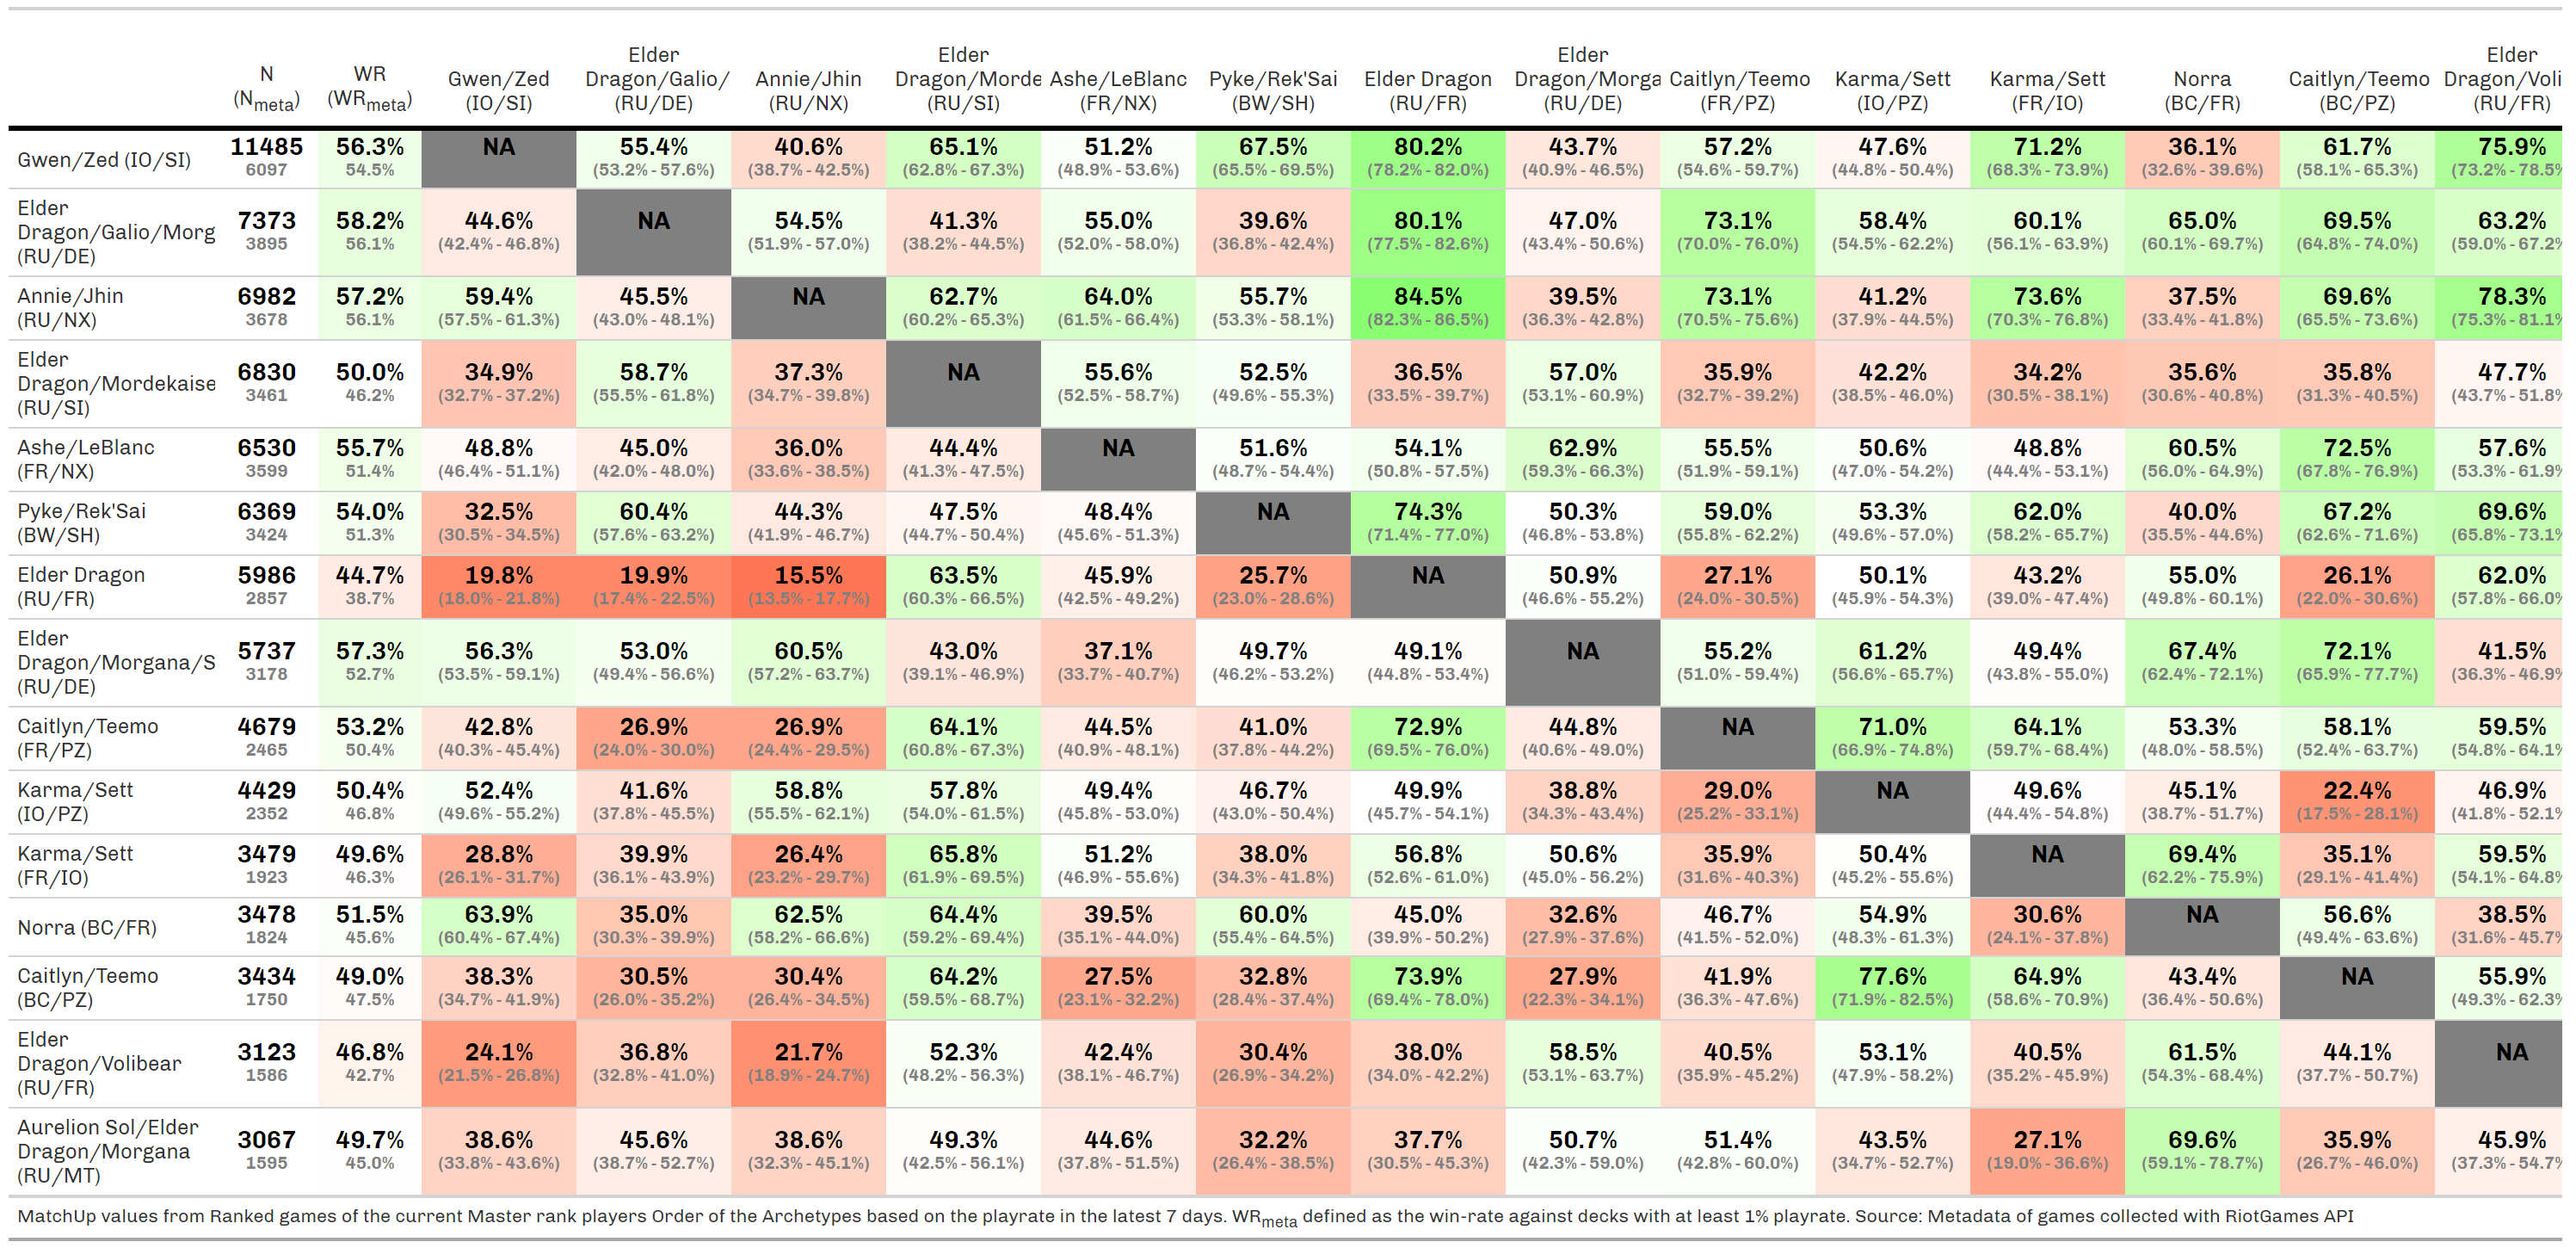 Elder Elder Elder Elder
N WR Gwen/Zed Dragon/Galio/ Annie/Jhin Dragon/Morde Ashe/LeBlanc Pyke/Rek'Sai Elder Dragon Dragon/Morga Caitlyn/Teemo Karma/Sett Karma/Sett Norra Caitlyn/Teemo Dragon/Voli
(Nmeta) (WRmeta) (IO/SI) (RU/DE) (RU/NX) (RU/SI) (FR/NX) (BW/SH) (RU/FR) (RU/DE) (FR/PZ) (IO/PZ) (FR/IO) (BC/FR) (BC/PZ) (RU/FR)
Gwen/Zed (IO/SI)
11485 56.3% NA 55.4% 40.6% 65.1% 51.2% 67.5% 80.2% 43.7% 57.2% 47.6% 71.2% 36.1% 61.7% 75.9%
6097 54.5% (53.2% - 57.6%) (38.7% - 42.5%) (62.8% - 67.3%) (48.9% - 53.6%) (65.5% - 69.5%) (78.2% - 82.0%) (40.9% - 46.5%) (54.6% - 59.7%) (44.8% - 50.4%) (68.3% - 73.9%) (32.6% - 39.6%) (58.1% - 65.3%) (73.2% - 78.5%
Elder
Dragon/Galio/Morg
(RU/DE)
7373 58.2% 44.6% NA 54.5% 41.3% 55.0% 39.6% 80.1% 47.0% 73.1% 58.4% 60.1% 65.0% 69.5% 63.2%
3895 56.1% (42.4% - 46.8%) (51.9% - 57.0%) (38.2% - 44.5%) (52.0% - 58.0%) (36.8% - 42.4%) (77.5% - 82.6%) (43.4% - 50.6%) (70.0% - 76.0%) (54.5% - 62.2%) (56.1% - 63.9%) (60.1% - 69.7%) (64.8% - 74.0%) (59.0% - 67.2%
Annie/Jhin
(RU/NX)
6982 57.2% 59.4% 45.5% NA 62.7% 64.0% 55.7% 84.5% 39.5% 73.1% 41.2% 73.6% 37.5% 69.6% 78.3%
3678 56.1% (57.5% - 61.3%) (43.0% - 48.1%) (60.2% - 65.3%) (61.5% - 66.4%) (53.3% - 58.1%) (82.3% - 86.5%) (36.3% - 42.8%) (70.5% - 75.6%) (37.9% - 44.5%) (70.3% - 76.8%) (33.4% - 41.8%) (65.5% - 73.6%) (75.3% - 81.1%
Elder
Dragon/Mordekaise
(RU/SI)
6830 50.0% 34.9% 58.7% 37.3% NA 55.6% 52.5% 36.5% 57.0% 35.9% 42.2% 34.2% 35.6% 35.8% 47.7%
3461 46.2% (32.7% - 37.2%) (55.5% - 61.8%) (34.7% - 39.8%) (52.5% - 58.7%) (49.6% - 55.3%) (33.5% - 39.7%) (53.1% - 60.9%) (32.7% - 39.2%) (38.5% - 46.0%) (30.5% - 38.1%) (30.6% - 40.8%) (31.3% - 40.5%) (43.7% - 51.8%
Ashe/LeBlanc
(FR/NX)
6530 55.7% 48.8% 45.0% 36.0% 44.4% NA 51.6% 54.1% 62.9% 55.5% 50.6% 48.8% 60.5% 72.5% 57.6%
3599 51.4% (46.4% - 51.1%) (42.0% - 48.0%) (33.6% - 38.5%) (41.3% - 47.5%) (48.7% - 54.4%) (50.8% - 57.5%) (59.3% - 66.3%) (51.9% - 59.1%) (47.0% - 54.2%) (44.4% - 53.1%) (56.0% - 64.9%) (67.8% - 76.9%) (53.3% - 61.9%
Pyke/Rek'Sai
(BW/SH)
6369 54.0% 32.5% 60.4% 44.3% 47.5% 48.4% NA 74.3% 50.3% 59.0% 53.3% 62.0% 40.0% 67.2% 69.6%
3424 51.3% (30.5% - 34.5%) (57.6% - 63.2%) (41.9% - 46.7%) (44.7% - 50.4%) (45.6% - 51.3%) (71.4% - 77.0%) (46.8% - 53.8%) (55.8% - 62.2%) (49.6% - 57.0%) (58.2% - 65.7%) (35.5% - 44.6%) (62.6% - 71.6%) (65.8% - 73.1%
Elder Dragon
(RU/FR)
5986 44.7% 19.8% 19.9% 15.5% 63.5% 45.9% 25.7% NA 50.9% 27.1% 50.1% 43.2% 55.0% 26.1% 62.0%
2857 38.7% (18.0% - 21.8%) (17.4% - 22.5%) (13.5% - 17.7%) (60.3% - 66.5%) (42.5% - 49.2%) (23.0% - 28.6%) (46.6% - 55.2%) (24.0% - 30.5%) (45.9% - 54.3%) (39.0% - 47.4%) (49.8% - 60.1%) (22.0% - 30.6%) (57.8% - 66.0%
Elder
Dragon/Morgana/S
(RU/DE)
5737 57.3% 56.3% 53.0% 60.5% 43.0% 37.1% 49.7% 49.1% NA 55.2% 61.2% 49.4% 67.4% 72.1% 41.5%
3178 52.7% (53.5% - 59.1%) (49.4% - 56.6%) (57.2% - 63.7%) (39.1% - 46.9%) (33.7% - 40.7%) (46.2% - 53.2%) (44.8% - 53.4%) (51.0% - 59.4%) (56.6% - 65.7%) (43.8% - 55.0%) (62.4% - 72.1%) (65.9% - 77.7%) (36.3% - 46.9%
Caitlyn/Teemo
(FR/PZ)
4679 53.2% 42.8% 26.9% 26.9% 64.1% 44.5% 41.0% 72.9% 44.8% NA 71.0% 64.1% 53.3% 58.1% 59.5%
2465 50.4% (40.3% - 45.4%) (24.0% - 30.0%) (24.4% - 29.5%) (60.8% - 67.3%) (40.9% - 48.1%) (37.8% - 44.2%) (69.5% - 76.0%) (40.6% - 49.0%) (66.9% - 74.8%) (59.7% - 68.4%) (48.0% - 58.5%) (52.4% - 63.7%) (54.8% - 64.1%
Karma/Sett
(IO/PZ)
4429 50.4% 52.4% 41.6% 58.8% 57.8% 49.4% 46.7% 49.9% 38.8% 29.0% NA 49.6% 45.1% 22.4% 46.9%
2352 46.8% (49.6% - 55.2%) (37.8% - 45.5%) (55.5% - 62.1%) (54.0% - 61.5%) (45.8% - 53.0%) (43.0% - 50.4%) (45.7% - 54.1%) (34.3% - 43.4%) (25.2% - 33.1%) (44.4% - 54.8%) (38.7% - 51.7%) (17.5% - 28.1%) (41.8% - 52.1%
Karma/Sett
(FR/IO)
3479 49.6% 28.8% 39.9% 26.4% 65.8% 51.2% 38.0% 56.8% 50.6% 35.9% 50.4% NA 69.4% 35.1% 59.5%
1923 46.3% (26.1% - 31.7%) (36.1% - 43.9%) (23.2% - 29.7%) (61.9% - 69.5%) (46.9% - 55.6%) (34.3% - 41.8%) (52.6% - 61.0%) (45.0% - 56.2%) (31.6% - 40.3%) (45.2% - 55.6%) (62.2% - 75.9%) (29.1% - 41.4%) (54.1% - 64.8%
Norra (BC/FR)
3478 51.5% 63.9% 35.0% 62.5% 64.4% 39.5% 60.0% 45.0% 32.6% 46.7% 54.9% 30.6% NA 56.6% 38.5%
1824 45.6% (60.4% - 67.4%) (30.3% - 39.9%) (58.2% - 66.6%) (59.2% - 69.4%) (35.1% - 44.0%) (55.4% - 64.5%) (39.9% - 50.2%) (27.9% - 37.6%) (41.5% - 52.0%) (48.3% - 61.3%) (24.1% - 37.8%) (49.4% - 63.6%) (31.6% - 45.7%
Caitlyn/Teemo
(BC/PZ)
3434 49.0% 38.3% 30.5% 30.4% 64.2% 27.5% 32.8% 73.9% 27.9% 41.9% 77.6% 64.9% 43.4% NA 55.9%
1750 47.5% (34.7% - 41.9%) (26.0% - 35.2%) (26.4% - 34.5%) (59.5% - 68.7%) (23.1% - 32.2%) (28.4% - 37.4%) (69.4% - 78.0%) (22.3% - 34.1%) (36.3% - 47.6%) (71.9% - 82.5%) (58.6% - 70.9%) (36.4% - 50.6%) (49.3% - 62.3%
Elder
Dragon/Volibear
(RU/FR)
3123 46.8% 24.1% 36.8% 21.7% 52.3% 42.4% 30.4% 38.0% 58.5% 40.5% 53.1% 40.5% 61.5% 44.1% NA
1586 42.7% (21.5% - 26.8%) (32.8% - 41.0%) (18.9% - 24.7%) (48.2% - 56.3%) (38.1% - 46.7%) (26.9% - 34.2%) (34.0% - 42.2%) (53.1% - 63.7%) (35.9% - 45.2%) (47.9% - 58.2%) (35.2% - 45.9%) (54.3% - 68.4%) (37.7% - 50.7%)
Aurelion Sol/Elder
Dragon/Morgana
(RU/MT)
3067 49.7% 38.6% 45.6% 38.6% 49.3% 44.6% 32.2% 37.7% 50.7% 51.4% 43.5% 27.1% 69.6% 35.9% 45.9%
1595 45.0% (33.8% - 43.6%) (38.7% - 52.7%) (32.3% - 45.1%) (42.5% - 56.1%) (37.8% - 51.5%) (26.4% - 38.5%) (30.5% - 45.3%) (42.3% - 59.0%) (42.8% - 60.0%) (34.7% - 52.7%) (19.0% - 36.6%) (59.1% - 78.7%) (26.7% - 46.0%) (37.3% - 54.7%
MatchUp values from Ranked games of the current Master rank players Order of the Archetypes based on the playrate in the latest 7 days. WRmeta defined as the win-rate against decks with at least 1% playrate. Source: Metadata of games collected with RiotGames API